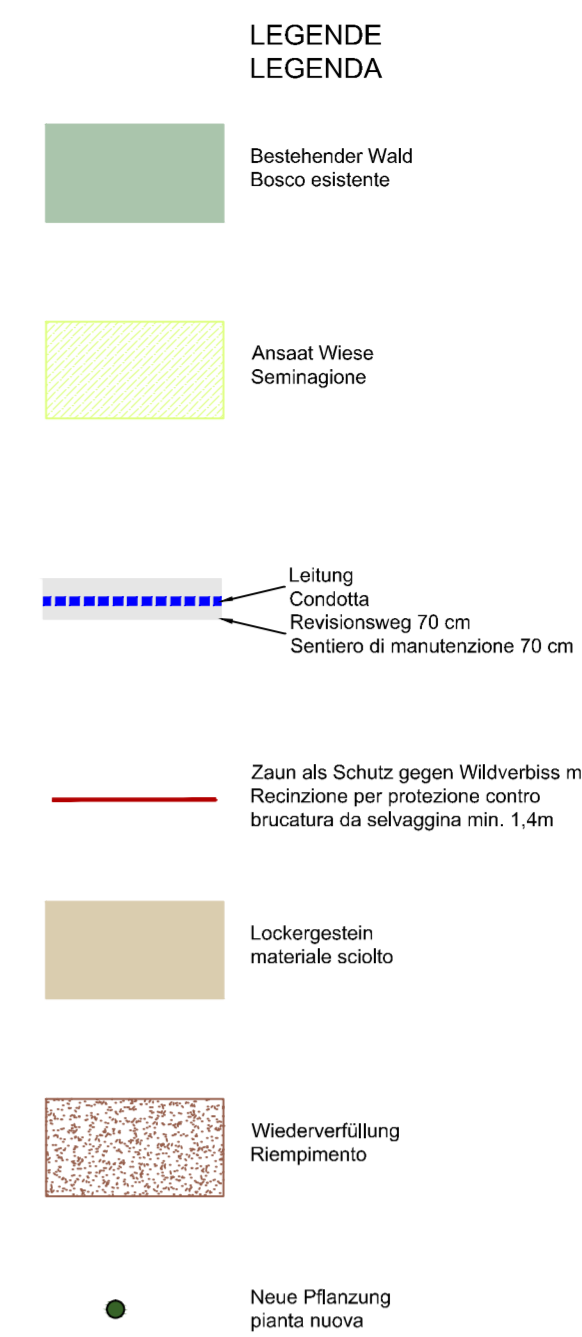 LEGENDE
LEGENDA
Bestehender Wald
Bosco esistente
Ansaat Wiese
Seminagione
Leitung
Condotta
Revisionsweg 70 cm
Sentiero di manutenzione 70 cm
Zaun als Schutz gegen Wildverbiss
Recinzione per protezione contro
brucatura da selvaggina min. 1,4m
Lockergestein
materiale sciolto
Wiederverfüllung
Riempimento
Neue Pflanzung
pianta nuova